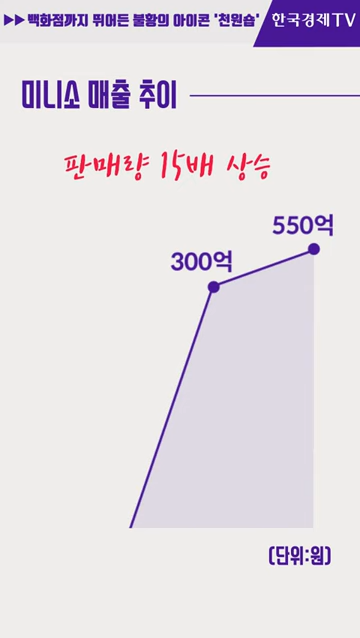 ▶▶ 백화점까지 뛰어든 불황의 아이콘 '천원숍' 한국경제TV
미니소 매출 추이
판매량 15배 상승
550억
300억
(단위:원)